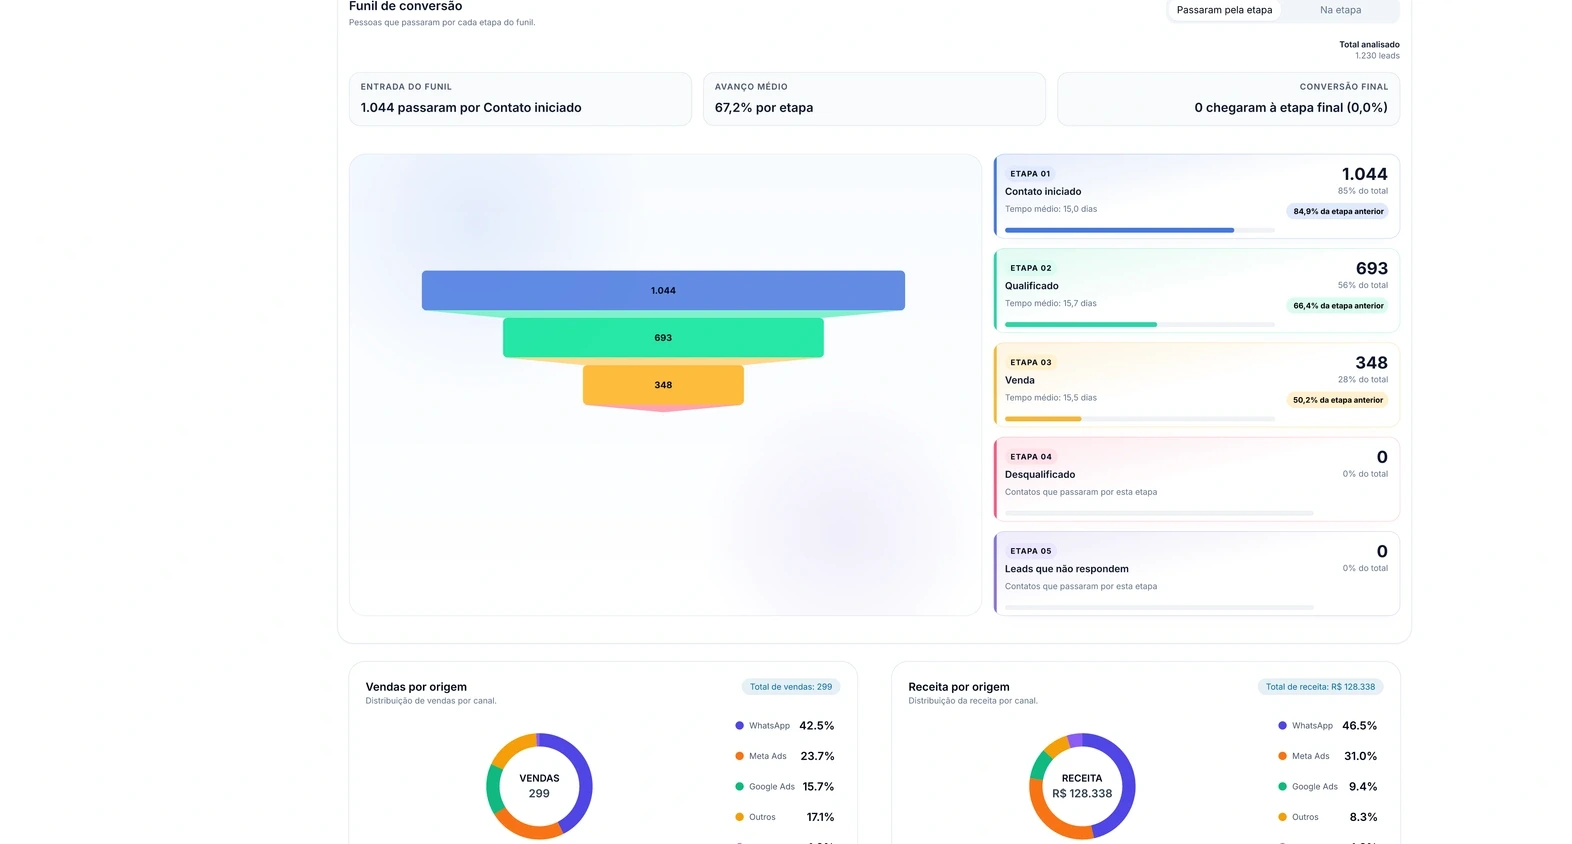 Funil de conversão
Pessoas que passaram por cada etapa do funil.
Passaram pela etapa
Na etapa
Total analisado
1.230 leads
ENTRADA DO FUNIL
1.044 passaram por Contato iniciado
AVANÇO MÉDIO
67,2% por etapa
CONVERSÃO FINAL
0 chegaram à etapa final (0,0%)
1.044
693
348
ETAPA 01
1.044
Contato iniciado
85% do total
Tempo médio: 15,0 dias
84,9% da etapa anterior
ETAPA 02
693
Qualificado
56% do total
Tempo médio: 15,7 dias
66,4% da etapa anterior
ETAPA 03
348
Venda
28% do total
Tempo médio: 15,5 dias
50,2% da etapa anterior
ETAPA 04
0
Desqualificado
0% do total
Contatos que passaram por esta etapa
ETAPA 05
0
Leads que não respondem
0% do total
Contatos que passaram por esta etapa
Vendas por origem
Total de vendas: 299
Distribuição de vendas por canal.
VENDAS
299
WhatsApp 42.5%
Meta Ads 23.7%
Google Ads 15.7%
Outros 17.1%
Receita por origem
Total de receita: R$ 128.338
Distribuição da receita por canal.
RECEITA
R$ 128.338
WhatsApp 46.5%
Meta Ads 31.0%
Google Ads 9.4%
Outros 8.3%